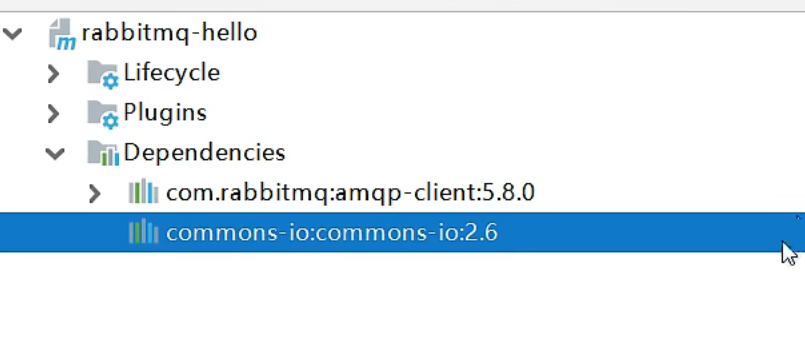 rabbitmq-hello
Lifecycle
Plugins
Dependencies
com.rabbitmq:amqp-client:5.8.0
commons-io:commons-io:2.6